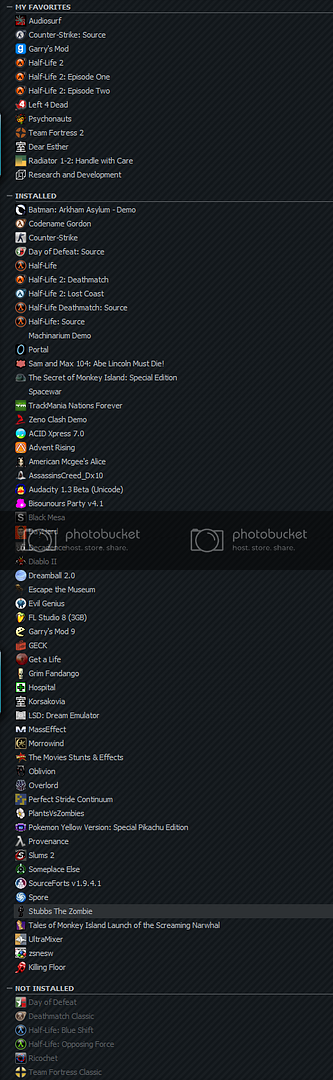 MY FAVORITES
Audiosurf
Counter-Strike: Source
Garry's Mod
Half-Life 2
Half-Life 2: Episode One
Half-Life 2: Episode Two
Left 4 Dead
Psychonauts
Team Fortress 2
Dear Esther
Radiator 1-2: Handle with Care
Research and Development
INSTALLED
Batman: Arkham Asylum - Demo
Codename Gordon
Counter-Strike
Day of Defeat: Source
Half-Life
Half-Life 2: Deathmatch
Half-Life 2: Lost Coast
Half-Life Deathmatch: Source
Half-Life: Source
Machinarium Demo
Portal
Sam and Max 104: Abe Lincoln Must Die!
The Secret of Monkey Island: Special Edition
Spacewar
TrackMania Nations Forever
Zeno Clash Demo
ACID Xpress 7.0
Advent Rising
American Mcgee's Alice
AssassinsCreed_Dx10
Audacity 1.3 Beta (Unicode)
Bisounours Party v4.1
Black Mesa
photobucket photobucket
host. store. share. host. store. share.
Diablo II
Dreamball 2.0
Escape the Museum
Evil Genius
FL Studio 8 (3GB)
Garry's Mod 9
GECK
Get a Life
Grim Fandango
Hospital
Korsakovia
LSD: Dream Emulator
MassEffect
Morrowind
The Movies Stunts & Effects
Oblivion
Overlord
Perfect Stride Continuum
PlantsVsZombies
Pokemon Yellow Version: Special Pikachu Edition
Provenance
Slums 2
Someplace Else
SourceForts v1.9.4.1
Spore
Stubbs The Zombie
Tales of Monkey Island Launch of the Screaming Narwhal
UltraMixer
zsnesw
Killing Floor
NOT INSTALLED
Day of Defeat
Deathmatch Classic
Half-Life: Blue Shift
Half-Life: Opposing Force
Ricochet
Team Fortress Classic